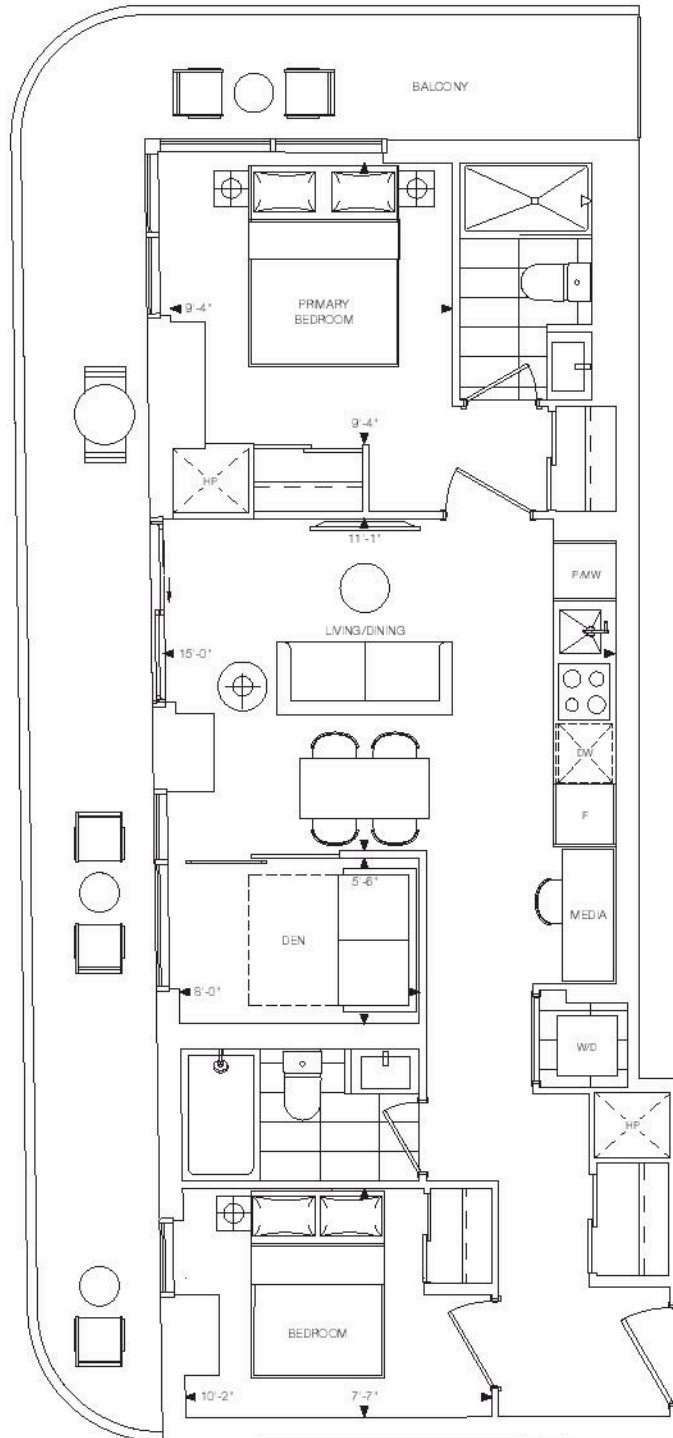 BALCONY
PRIMARY
BEDROOM
9'-4"
9'-4"
HP
11'-1"
P/MW
LIVING/DINING
15'-0"
DW
F
5'-6"
MEDIA
DEN
8'-0"
W/D
HP
BEDROOM
10'-2"
7'-7"